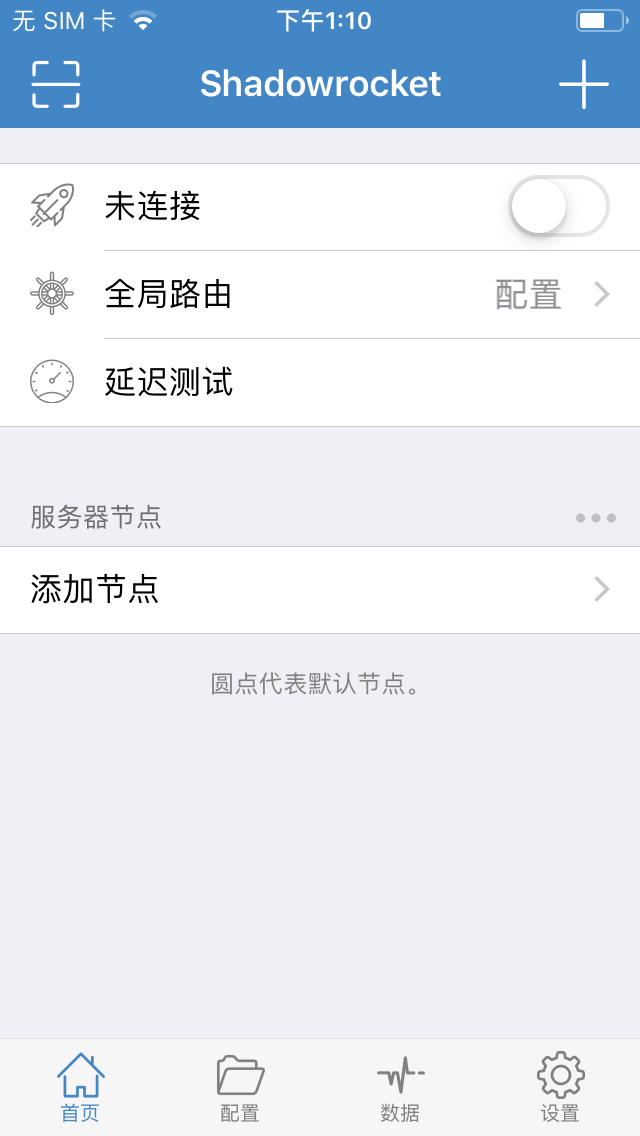 无 SIM 卡 下午1:10
Shadowrocket
未连接
全局路由 配置
延迟测试
服务器节点
添加节点
圆点代表默认节点。
首页 配置 数据 设置